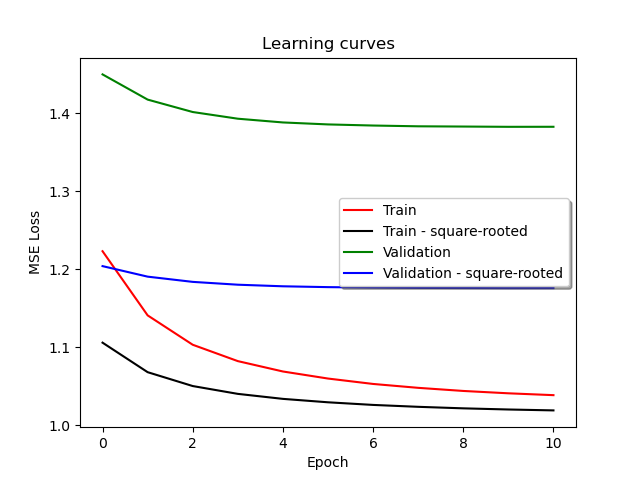 Learning curves
MSE Loss
1.4
1.3
1.2
1.1
1.0
Train
Train - square-rooted
Validation
Validation - square-rooted
0 2 4 6 8 10
Epoch